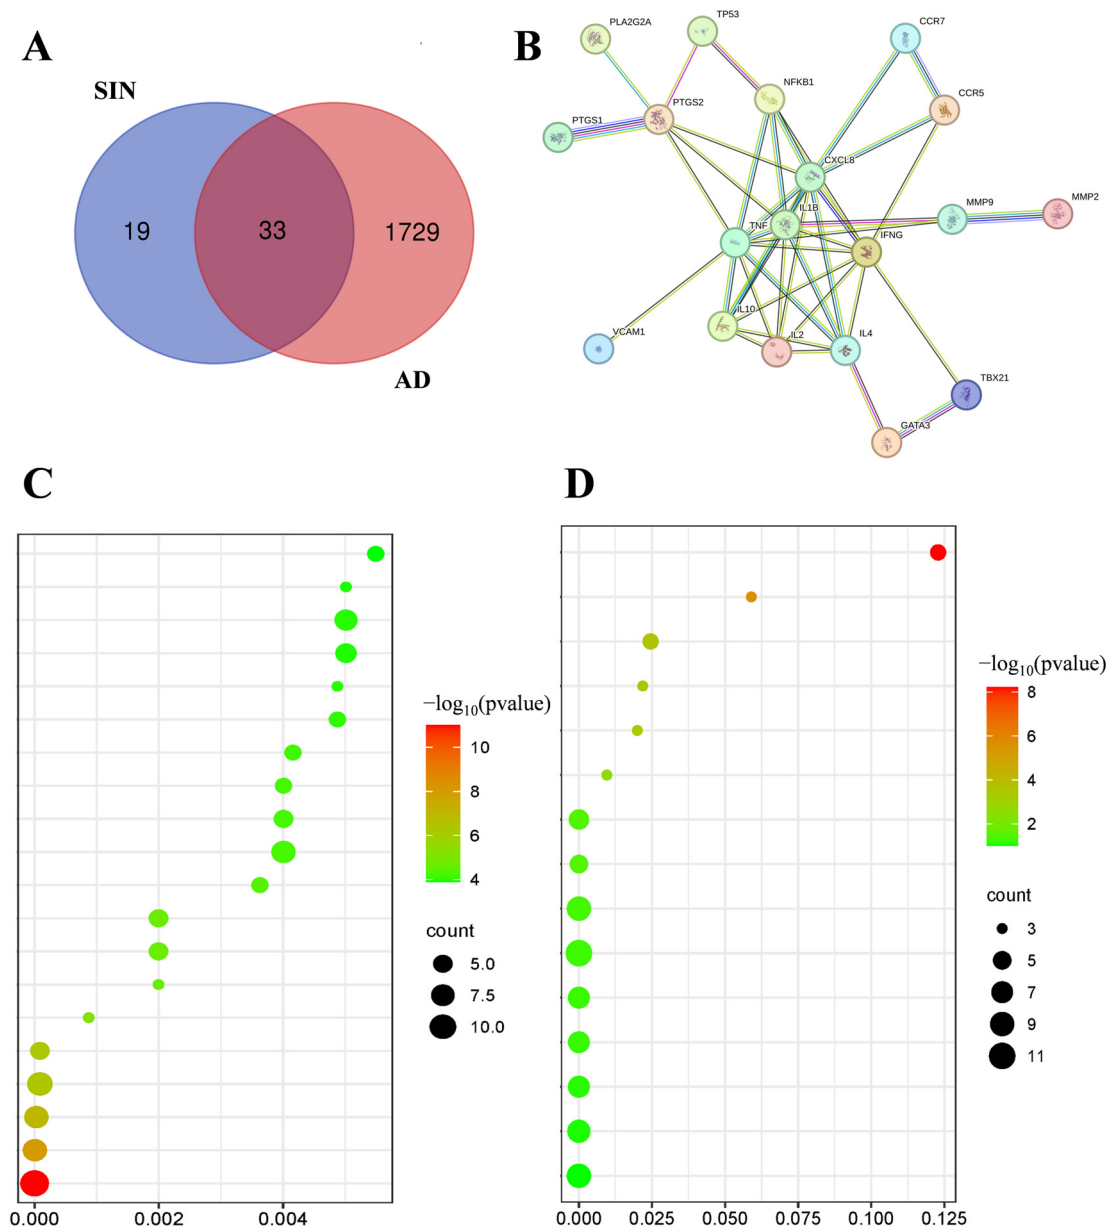 A
SIN
19
33
1729
AD
B
PLA2G2A
TP53
CCR7
NFKB1
PTGS2
CCR5
PTGS1
CXCL8
MMP9
MMP2
IL1B
TNF
IFNG
IL10
VCAM1
IL2
IL4
TBX21
GATA3
C
−log10(pvalue)
10
8
6
4
count
5.0
7.5
10.0
0.000 0.002 0.004
D
−log10(pvalue)
8
6
4
2
count
3
5
7
9
11
0.000 0.025 0.050 0.075 0.100 0.125